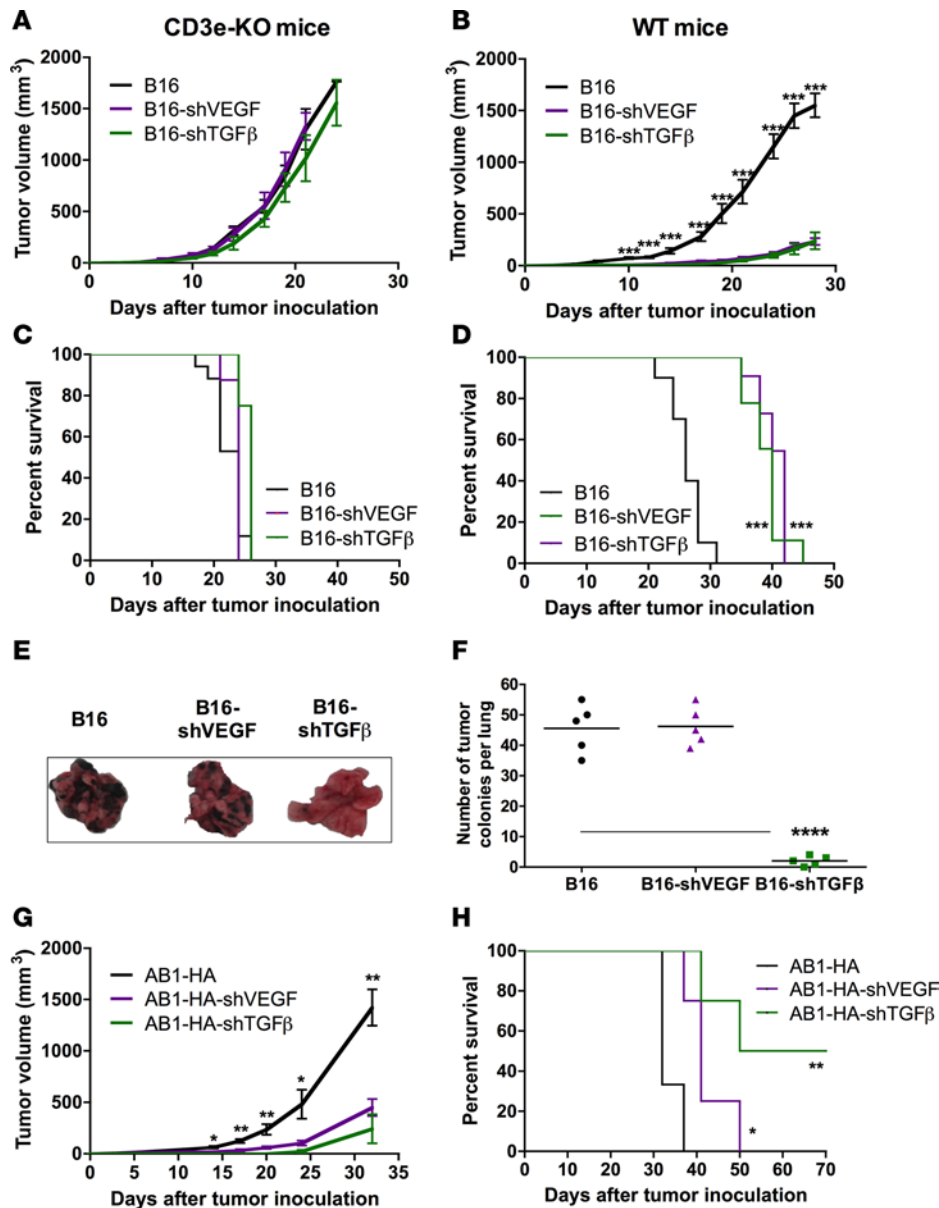 A
CD3e-KO mice
Tumor volume (mm³)
2000
1500
1000
500
0
B16
B16-shVEGF
B16-shTGFβ
0 10 20 30
Days after tumor inoculation
B
WT mice
Tumor volume (mm³)
2000
1500
1000
500
0
B16
B16-shVEGF
B16-shTGFβ
*** *** *** *** *** *** *** *** ***
0 10 20 30
Days after tumor inoculation
C
Percent survival
100
80
60
40
20
0
B16
B16-shVEGF
B16-shTGFβ
0 10 20 30 40 50
Days after tumor inoculation
D
Percent survival
100
80
60
40
20
0
B16
B16-shVEGF
B16-shTGFβ
*** ***
0 10 20 30 40 50
Days after tumor inoculation
E
B16
B16-
shVEGF
B16-
shTGFβ
F
Number of tumor
colonies per lung
60
50
40
30
20
10
0
****
B16 B16-shVEGF B16-shTGFβ
G
Tumor volume (mm³)
2000
1500
1000
500
0
AB1-HA
AB1-HA-shVEGF
AB1-HA-shTGFβ
* ** ** * **
0 5 10 15 20 25 30 35
Days after tumor inoculation
H
Percent survival
100
80
60
40
20
0
AB1-HA
AB1-HA-shVEGF
AB1-HA-shTGFβ
**
*
0 10 20 30 40 50 60 70
Days after tumor inoculation